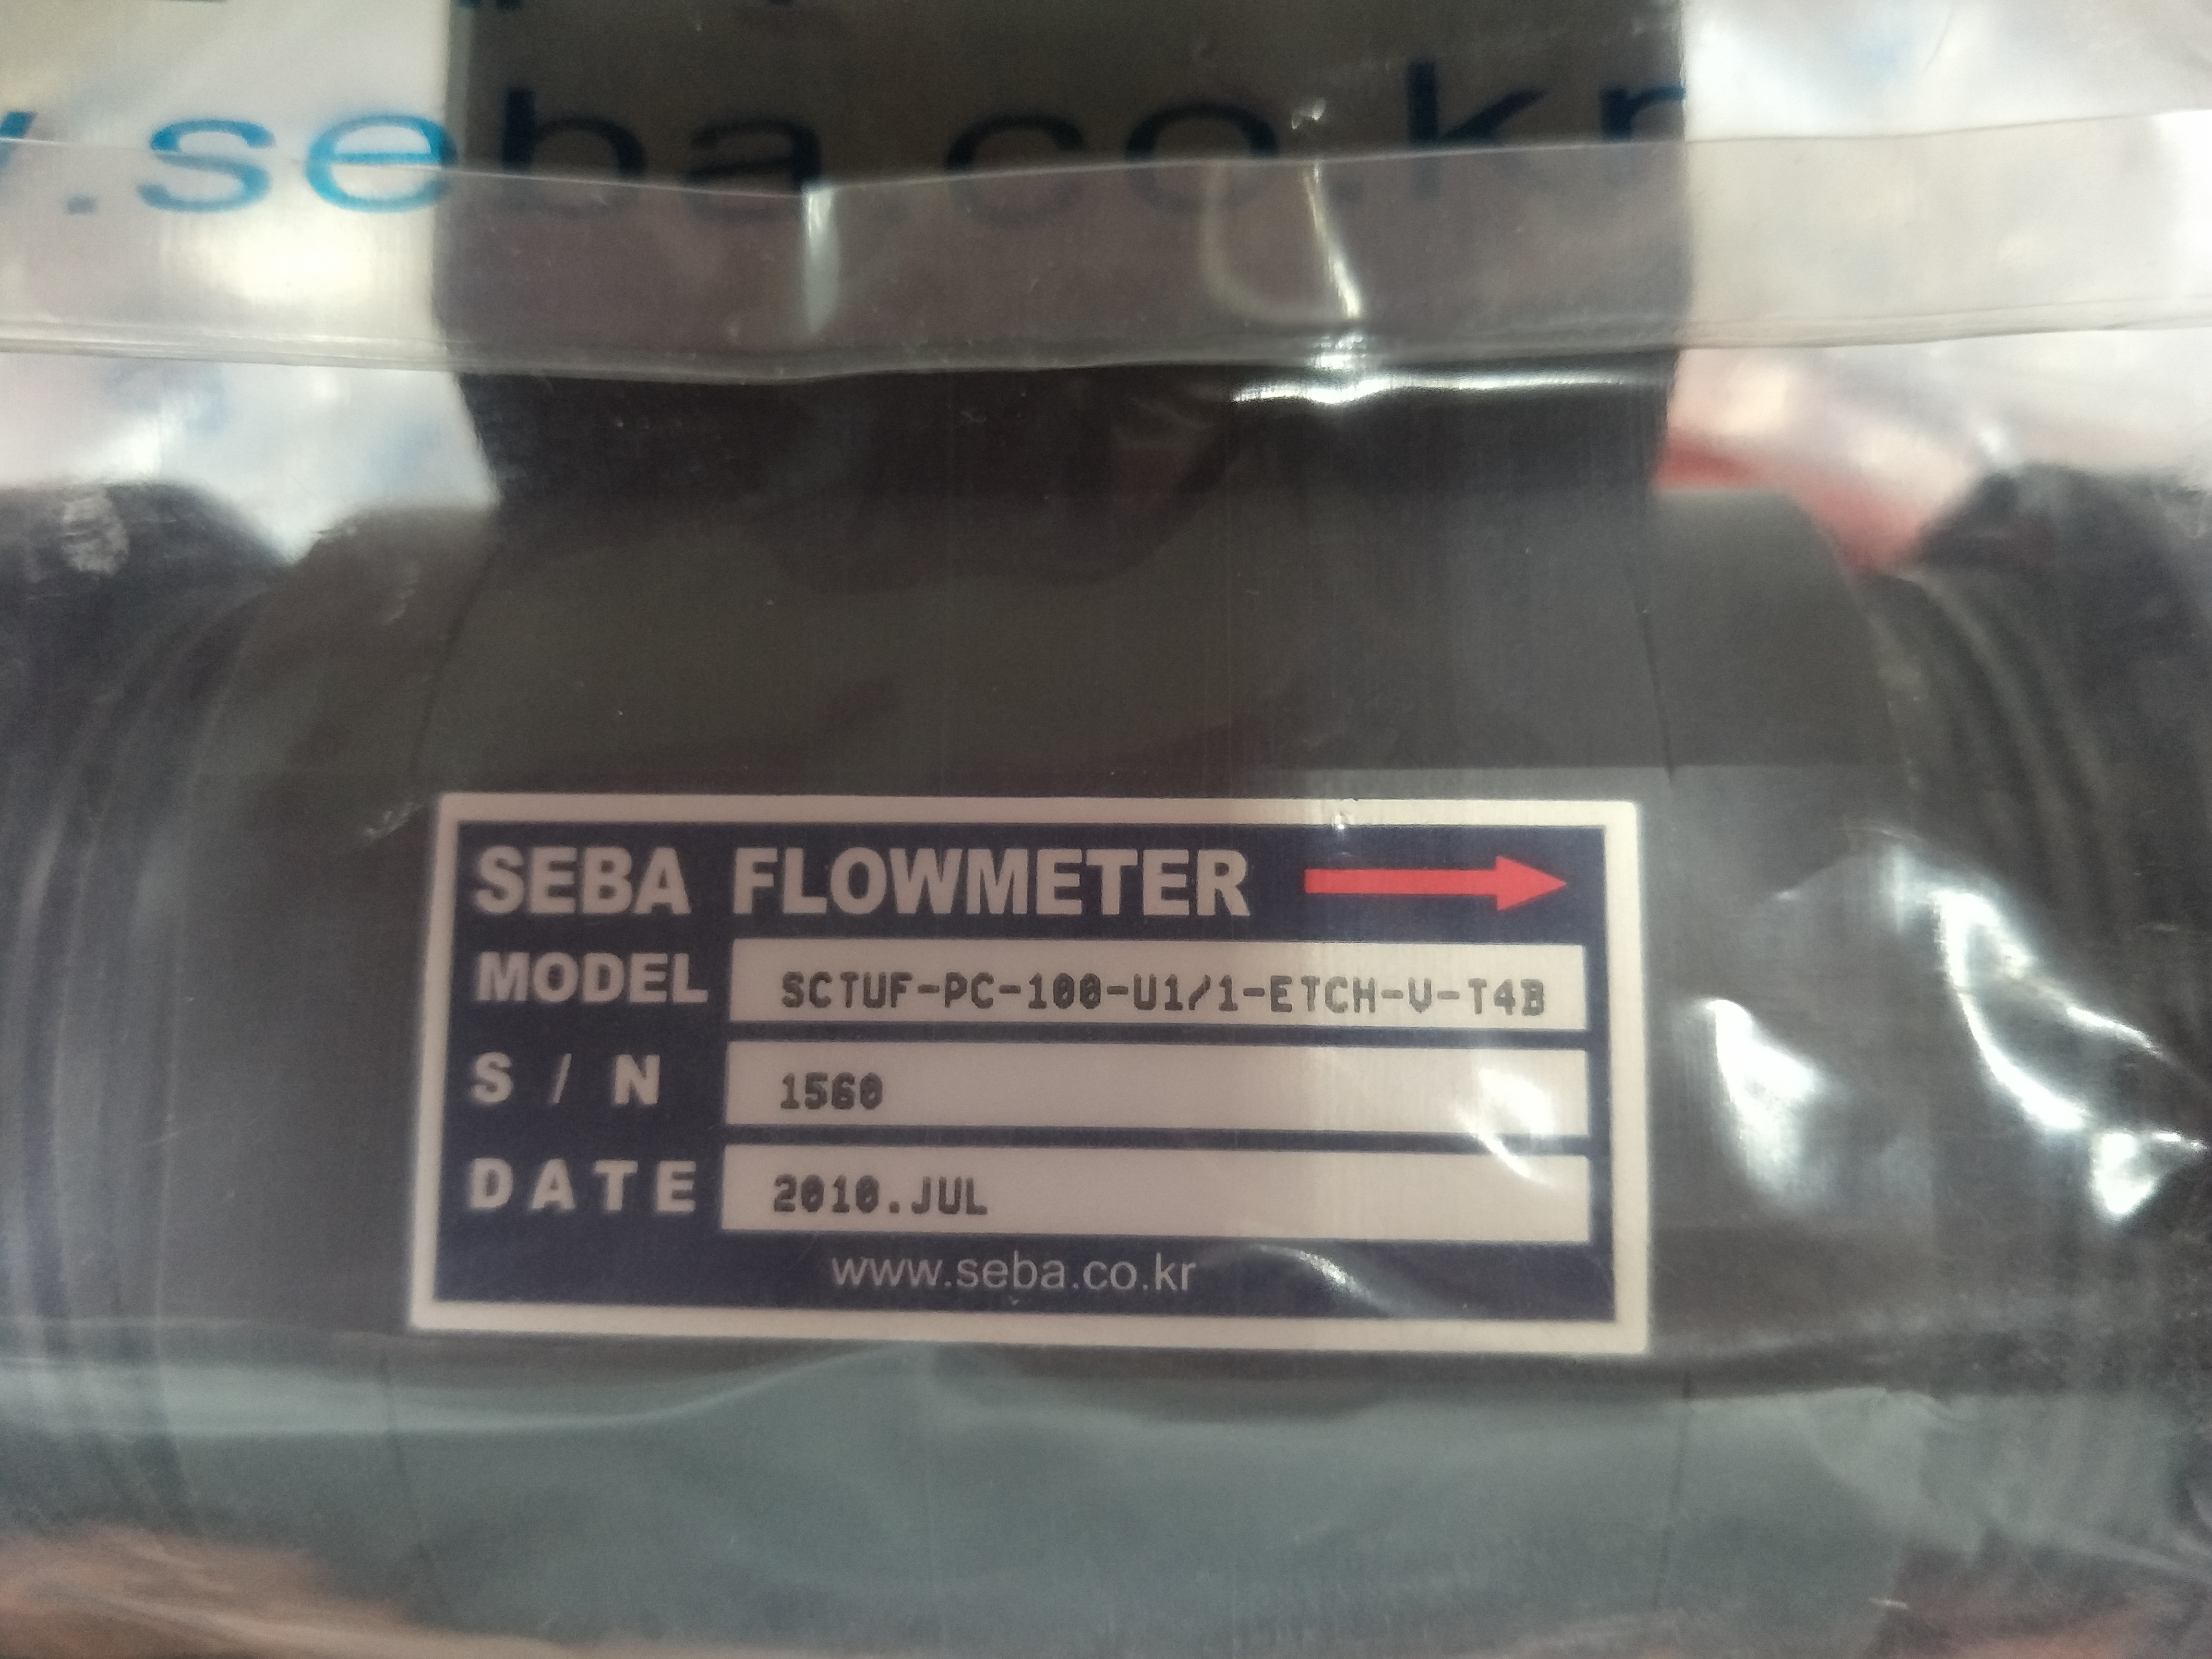 .seba.co.kr
SEBA FLOWMETER
MODEL SCTUF-PC-100-U1/1-ETCH-V-T4B
S / N 1560
DATE 2010.JUL
www.seba.co.kr